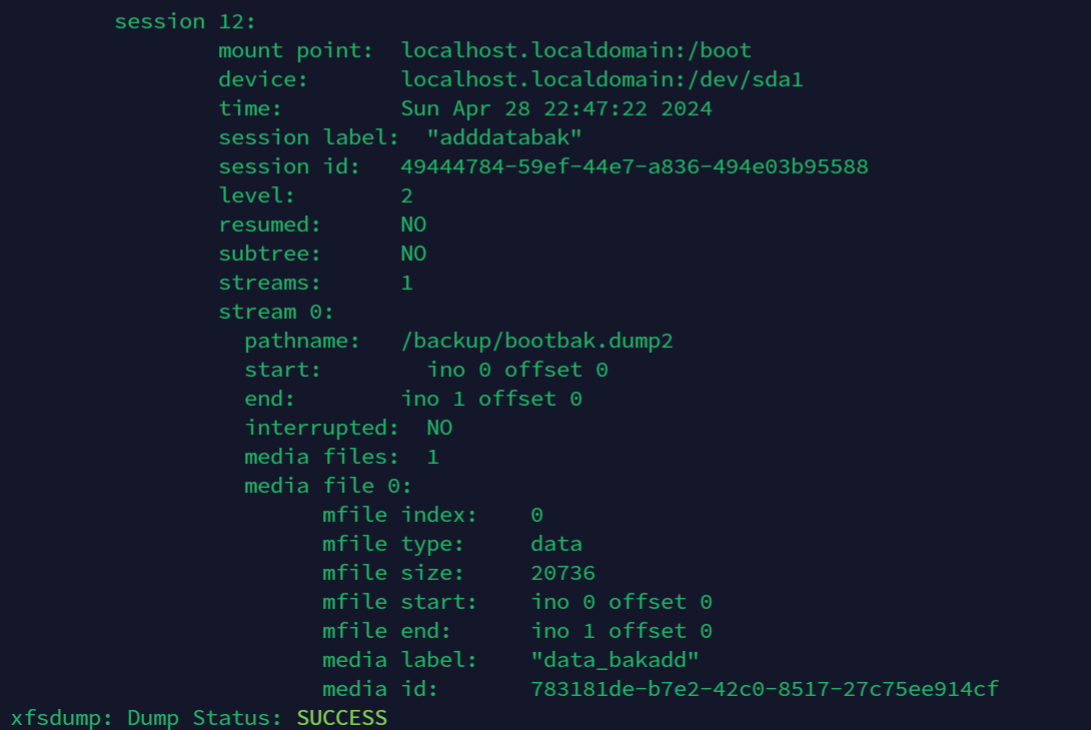 session 12:
mount point: localhost.localdomain:/boot
device: localhost.localdomain:/dev/sda1
time: Sun Apr 28 22:47:22 2024
session label: "adddatabak"
session id: 49444784-59ef-44e7-a836-494e03b95588
level: 2
resumed: NO
subtree: NO
streams: 1
stream 0:
pathname: /backup/bootbak.dump2
start: ino 0 offset 0
end: ino 1 offset 0
interrupted: NO
media files: 1
media file 0:
mfile index: 0
mfile type: data
mfile size: 20736
mfile start: ino 0 offset 0
mfile end: ino 1 offset 0
media label: "data_bakadd"
media id: 783181de-b7e2-42c0-8517-27c75ee914cf
xfsdump: Dump Status: SUCCESS